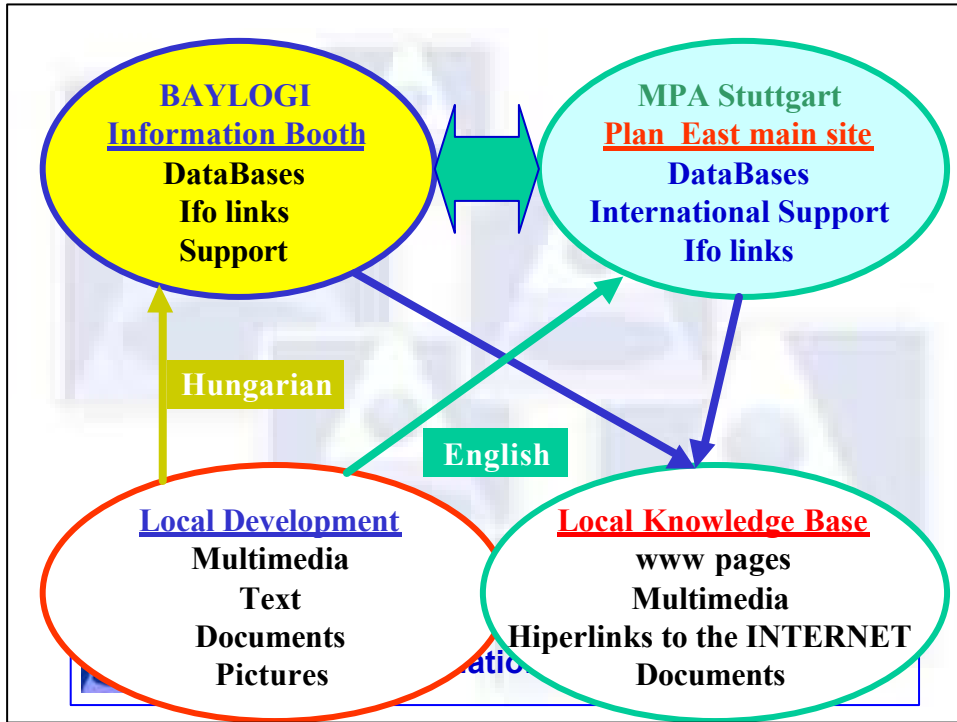 BAYLOGI
Information Booth
DataBases
Ifo links
Support
MPA Stuttgart
Plan East main site
DataBases
International Support
Ifo links
Hungarian
English
Local Development
Multimedia
Text
Documents
Pictures
Local Knowledge Base
www pages
Multimedia
Hiperlinks to the INTERNET
Documents